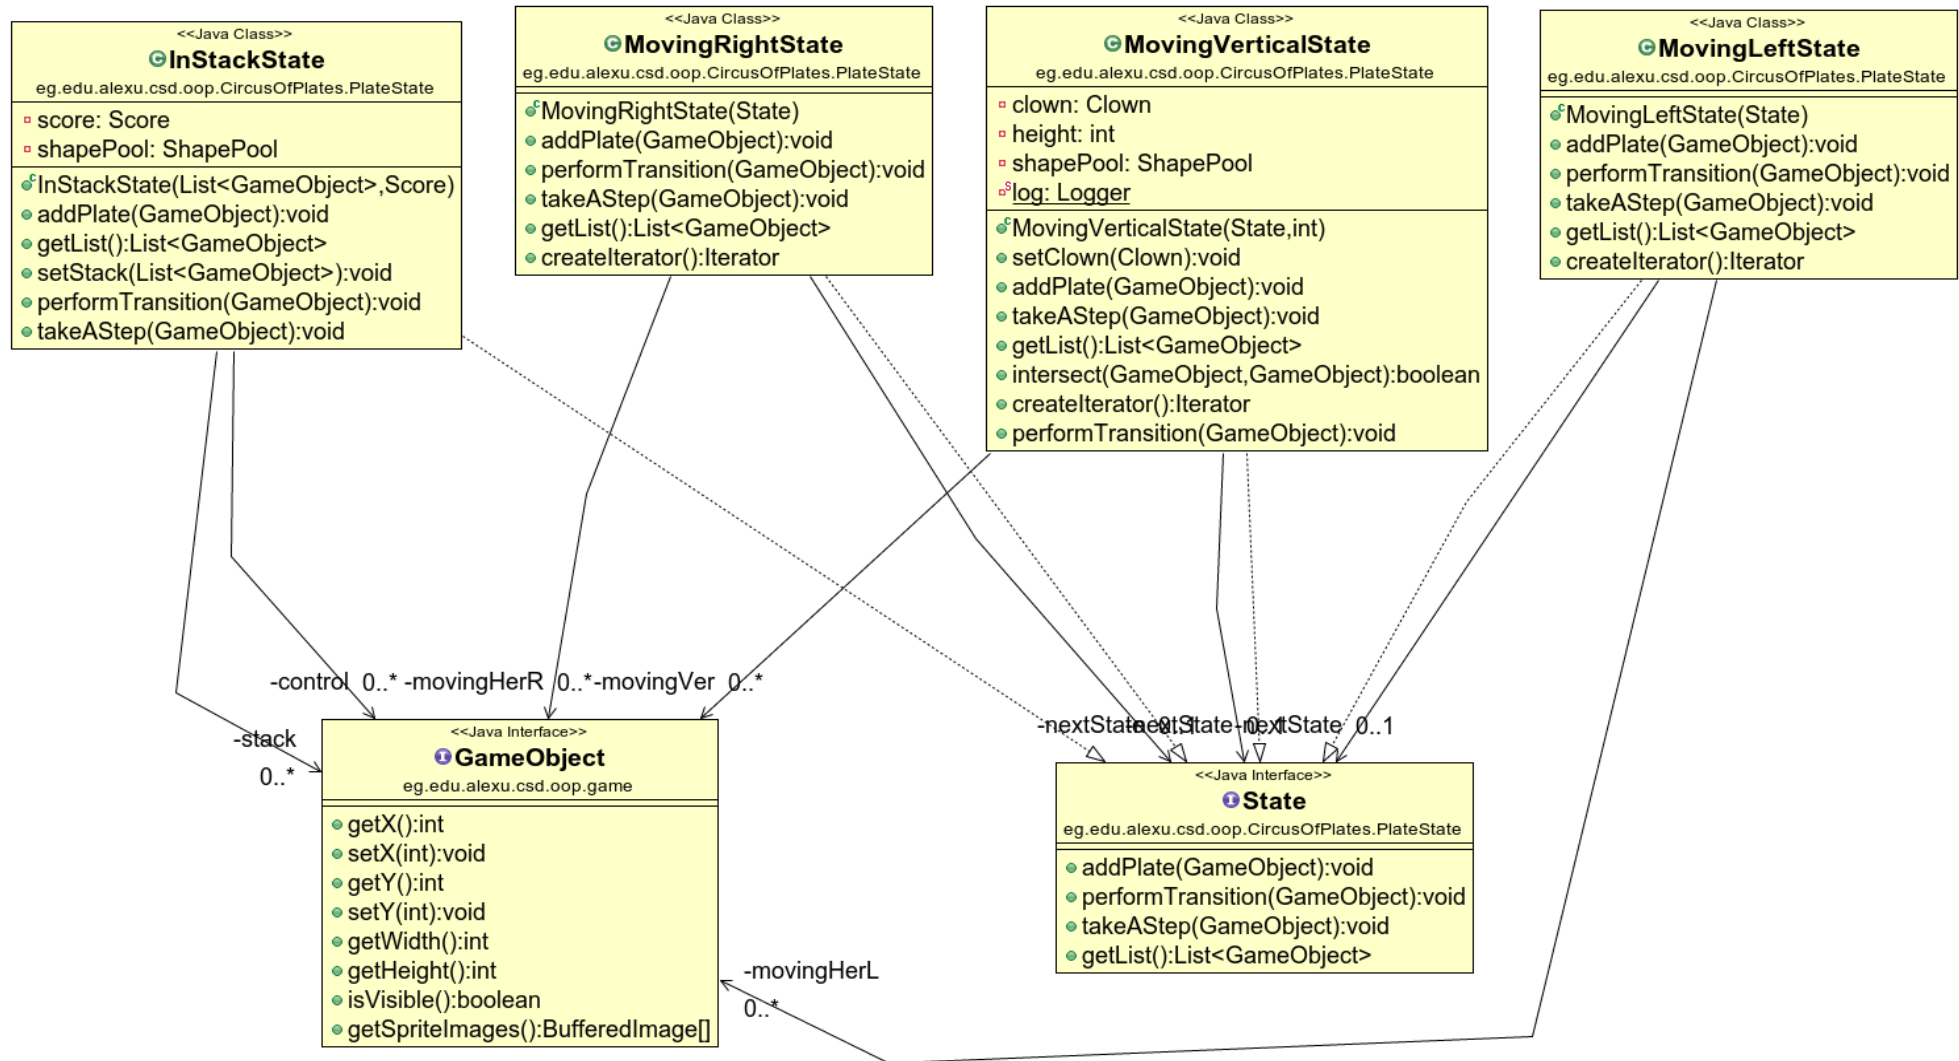 <<Java Class>>
InStackState
eg.edu.alexu.csd.oop.CircusOfPlates.PlateState
score: Score
shapePool: ShapePool
InStackState(List<GameObject>,Score)
addPlate(GameObject):void
getList():List<GameObject>
setStack(List<GameObject>):void
performTransition(GameObject):void
takeAStep(GameObject):void
<<Java Class>>
MovingRightState
eg.edu.alexu.csd.oop.CircusOfPlates.PlateState
MovingRightState(State)
addPlate(GameObject):void
performTransition(GameObject):void
takeAStep(GameObject):void
getList():List<GameObject>
createIterator():Iterator
<<Java Class>>
MovingVerticalState
eg.edu.alexu.csd.oop.CircusOfPlates.PlateState
clown: Clown
height: int
shapePool: ShapePool
log: Logger
MovingVerticalState(State,int)
setClown(Clown):void
addPlate(GameObject):void
takeAStep(GameObject):void
getList():List<GameObject>
intersect(GameObject,GameObject):boolean
createIterator():Iterator
performTransition(GameObject):void
<<Java Class>>
MovingLeftState
eg.edu.alexu.csd.oop.CircusOfPlates.PlateState
MovingLeftState(State)
addPlate(GameObject):void
performTransition(GameObject):void
takeAStep(GameObject):void
getList():List<GameObject>
createIterator():Iterator
-control 0..* -movingHerR 0..* -movingVer 0..*
-stack
0..*
-nextState 0..1 -nextState 0..1 -nextState 0..1
<<Java Interface>>
GameObject
eg.edu.alexu.csd.oop.game
getX():int
setX(int):void
getY():int
setY(int):void
getWidth():int
getHeight():int
isVisible():boolean
getSpriteImages():BufferedImage[]
<<Java Interface>>
State
eg.edu.alexu.csd.oop.CircusOfPlates.PlateState
addPlate(GameObject):void
performTransition(GameObject):void
takeAStep(GameObject):void
getList():List<GameObject>
-movingHerL
0..*